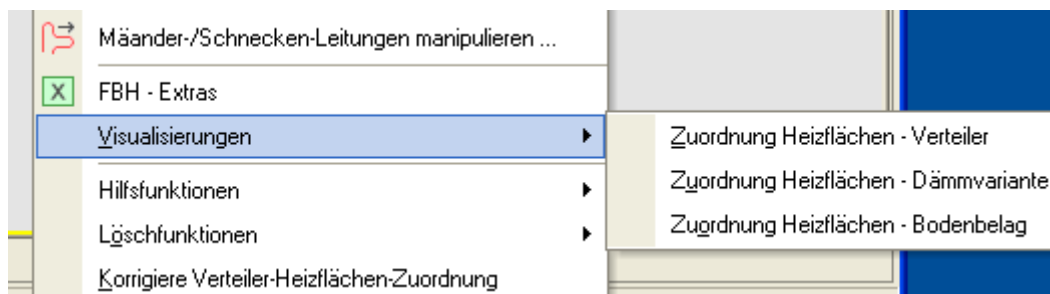 Mäander-/Schnecken-Leitungen manipulieren ...
X FBH - Extras
Visualisierungen
Zuordnung Heizflächen - Verteiler
Zuordnung Heizflächen - Dämmvariante
Zuordnung Heizflächen - Bodenbelag
Hilfsfunktionen
Löschfunktionen
Korrigiere Verteiler-Heizflächen-Zuordnung